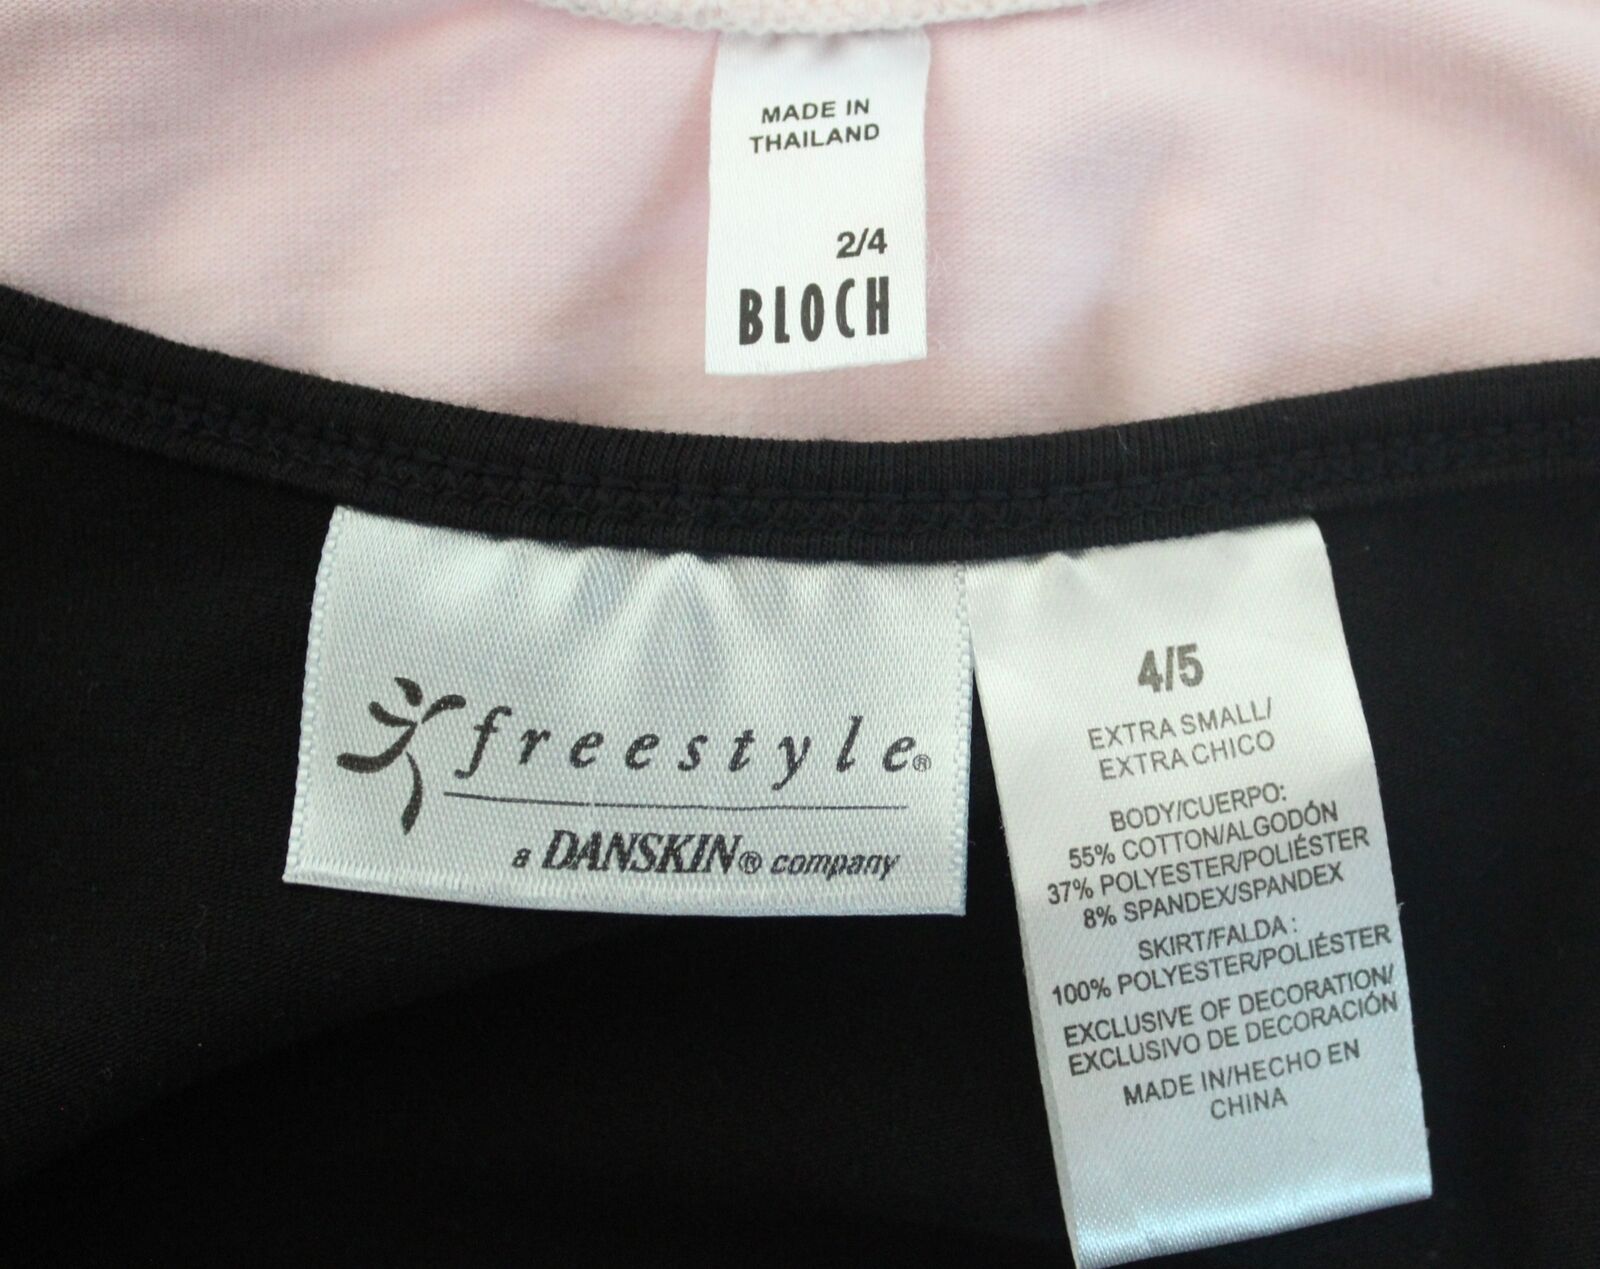 MADE IN
THAILAND
2/4
BLOCH
freestyle®
a DANSKIN® company
4/5
EXTRA SMALL/
EXTRA CHICO
BODY/CUERPO:
55% COTTON/ALGODÓN
37% POLYESTER/POLIÉSTER
8% SPANDEX/SPANDEX
SKIRT/FALDA :
100% POLYESTER/POLIÉSTER
EXCLUSIVE OF DECORATION/
EXCLUSIVO DE DECORACIÓN
MADE IN/HECHO EN
CHINA